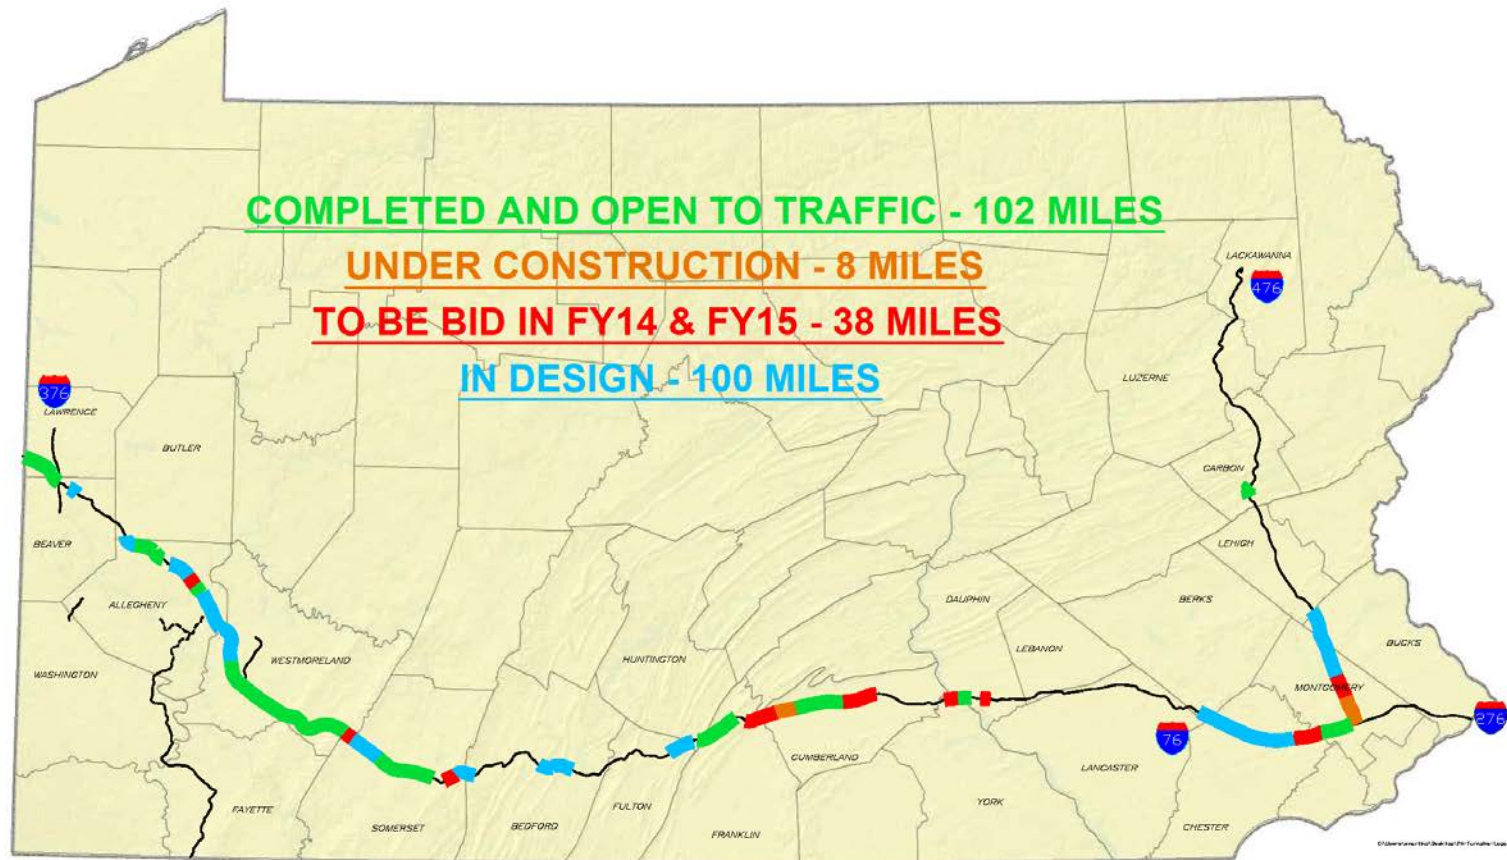 COMPLETED AND OPEN TO TRAFFIC - 102 MILES
UNDER CONSTRUCTION - 8 MILES
TO BE BID IN FY14 & FY15 - 38 MILES
IN DESIGN - 100 MILES
LACKAWANNA
476
376
LAWRENCE
LUZERNE
BUTLER
CARBON
BEAVER
LEHIGH
ALLEGHENY
DAUPHIN
BERKS
BUCKS
WASHINGTON
WESTMORELAND
HUNTINGTON
LEBANON
MONTGOMERY
276
76
CUMBERLAND
LANCASTER
FAYETTE
SOMERSET
BEDFORD
FULTON
FRANKLIN
YORK
CHESTER